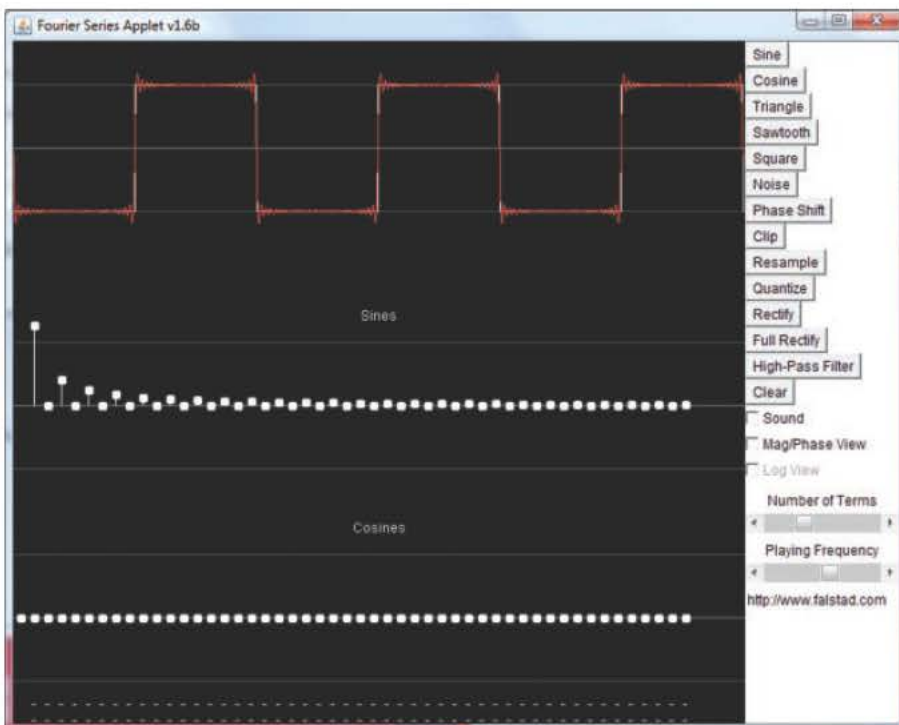 Fourier Series Applet v1.6b
Sine
Cosine
Triangle
Sawtooth
Square
Noise
Phase Shift
Clip
Resample
Quantize
Rectify
Full Rectify
High-Pass Filter
Clear
Sound
Mag/Phase View
Log View
Number of Terms
Playing Frequency
http://www.falstad.com
Sines
Cosines